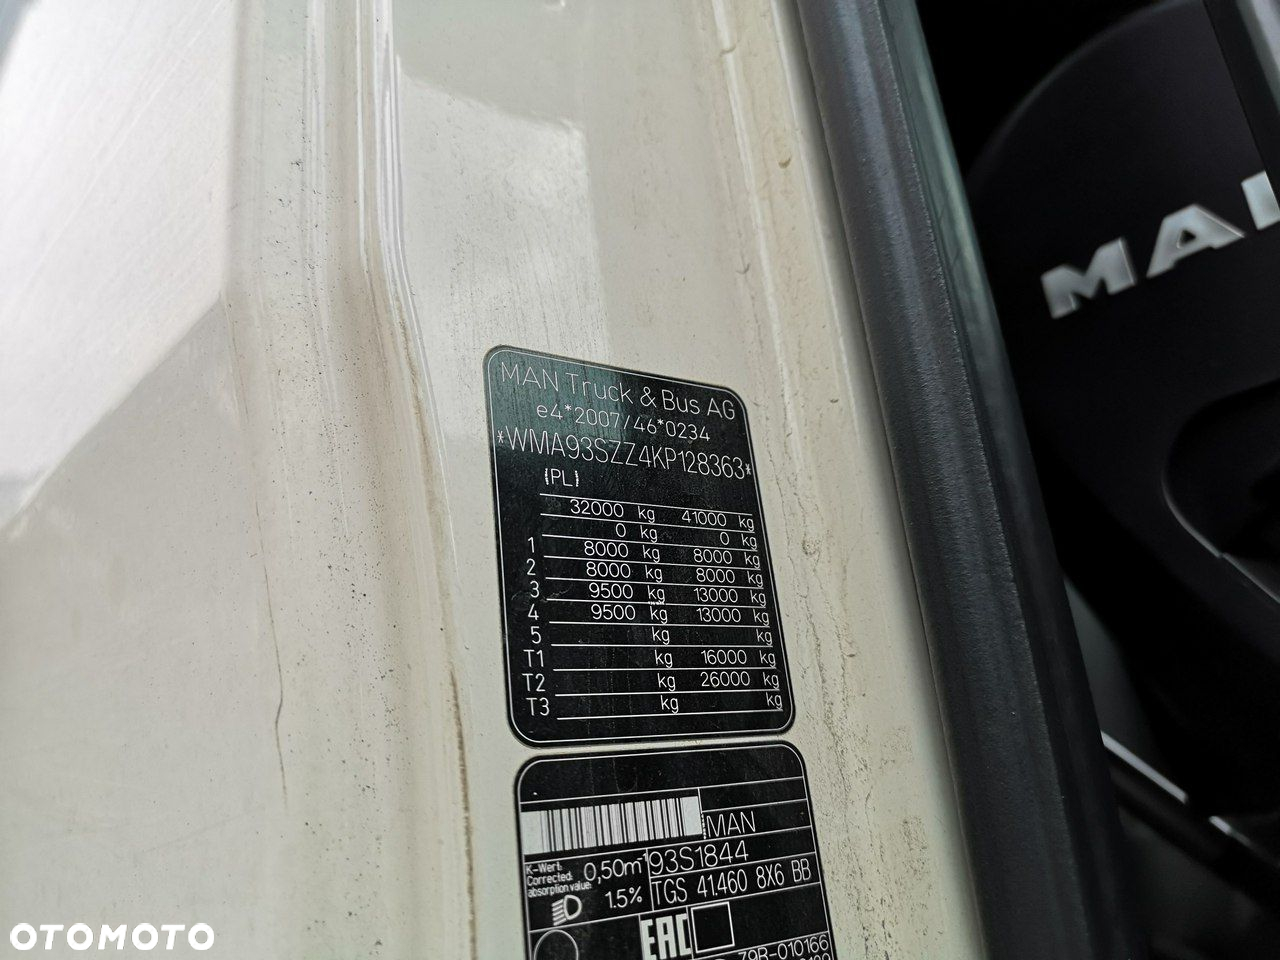 MAN Truck & Bus AG
e4*2007/46*0234
*WMA93SZZ4KP128363*
(PL)
32000 kg 41000 kg
0 kg 0 kg
1 8000 kg 8000 kg
2 8000 kg 8000 kg
3 9500 kg 13000 kg
4 9500 kg 13000 kg
5 kg kg
T1 kg 16000 kg
T2 kg 26000 kg
T3 kg kg
MAN
K-Wert: 
Corrected: 0,50m⁻¹ 93S1844
absorption value:
1.5% TGS 41.460 8X6 BB
EAC
79B-010166
OTOMOTO